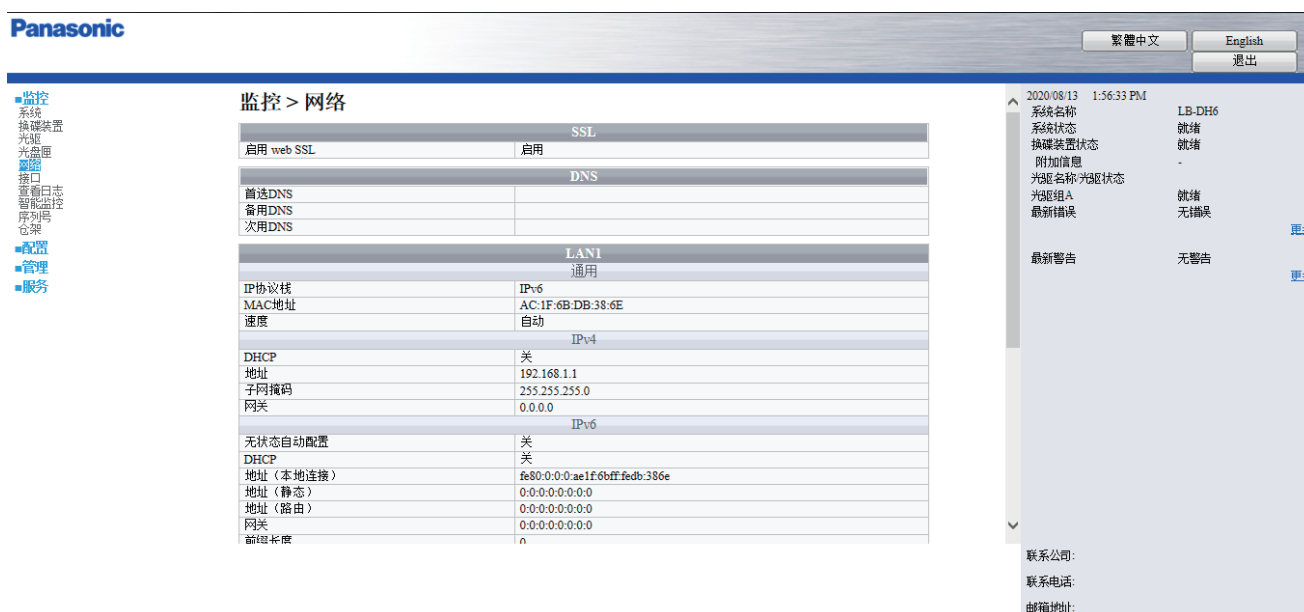 Panasonic
繁體中文 English
退出
■监控
系统
换碟装置
光驱
光盘匣
网络
接口
查看日志
智能监控
序列号
仓架
■配置
■管理
■服务
监控 > 网络
SSL
启用 web SSL 启用
DNS
首选DNS
备用DNS
次用DNS
LAN1
通用
IP协议栈 IPv6
MAC地址 AC:1F:6B:DB:38:6E
速度 自动
IPv4
DHCP 关
地址 192.168.1.1
子网掩码 255.255.255.0
网关 0.0.0.0
IPv6
无状态自动配置 关
DHCP 关
地址（本地连接） fe80:0:0:0:ae1f:6bff:fedb:386e
地址（静态） 0:0:0:0:0:0:0:0
地址（路由） 0:0:0:0:0:0:0:0
网关 0:0:0:0:0:0:0:0
前缀长度 0
2020/08/13 1:56:33 PM
系统名称 LB-DH6
系统状态 就绪
换碟装置状态 就绪
附加信息 -
光驱名称/光驱状态
光驱组A 就绪
最新错误 无错误
更
最新警告 无警告
更
联系公司:
联系电话:
邮箱地址: